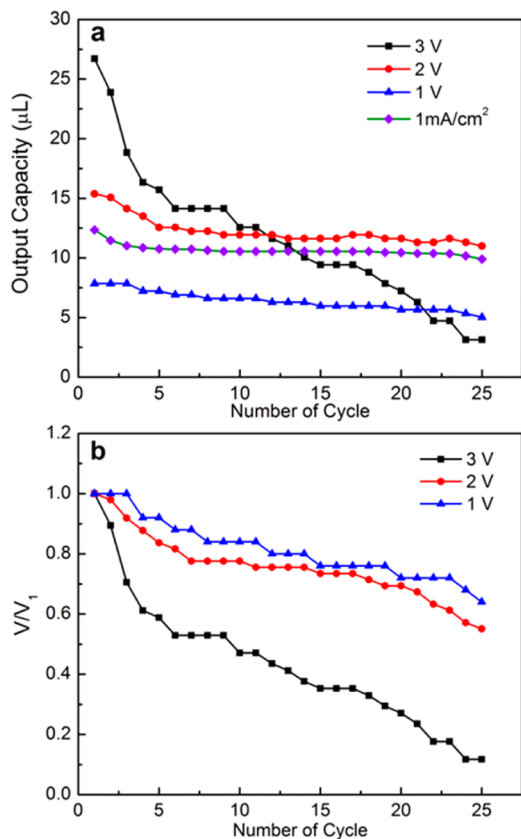 a
3 V
2 V
1 V
1mA/cm²
Output Capacity (μL)
30
25
20
15
10
5
0
0 5 10 15 20 25
Number of Cycle
b
3 V
2 V
1 V
V/V₁
1.2
1.0
0.8
0.6
0.4
0.2
0.0
0 5 10 15 20 25
Number of Cycle